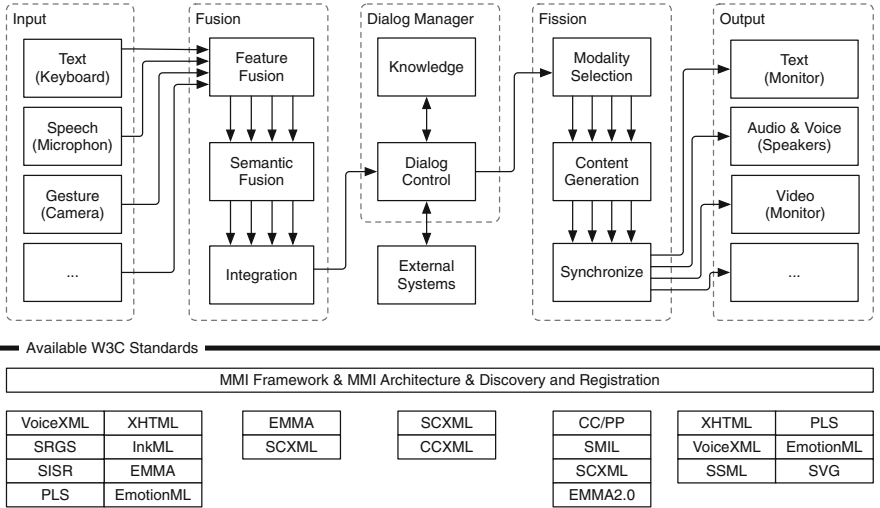 Input
Fusion
Dialog Manager
Fission
Output
Text
(Keyboard)
Speech
(Microphon)
Gesture
(Camera)
...
Feature
Fusion
Semantic
Fusion
Integration
Knowledge
Dialog
Control
External
Systems
Modality
Selection
Content
Generation
Synchronize
Text
(Monitor)
Audio & Voice
(Speakers)
Video
(Monitor)
...
Available W3C Standards
MMI Framework & MMI Architecture & Discovery and Registration
VoiceXML XHTML
SRGS InkML
SISR EMMA
PLS EmotionML
EMMA
SCXML
SCXML
CCXML
CC/PP
SMIL
SCXML
EMMA2.0
XHTML PLS
VoiceXML EmotionML
SSML SVG